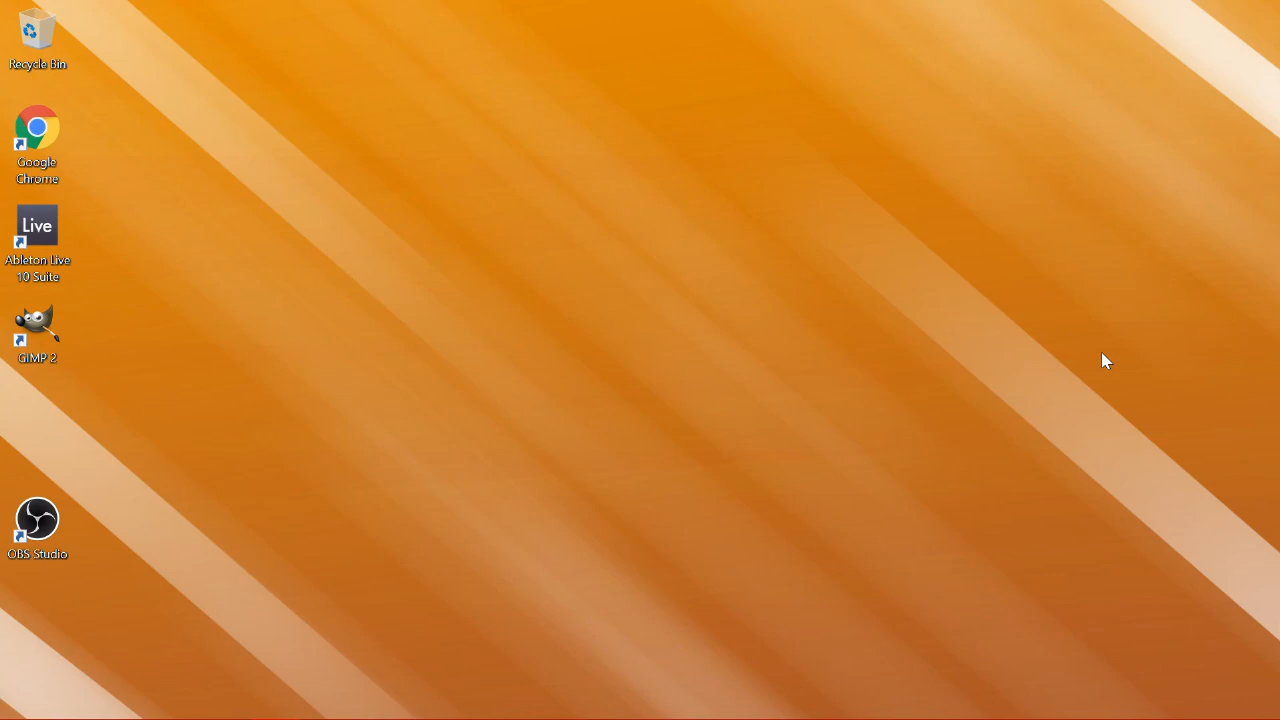 Recycle Bin
Google
Chrome
Live
Ableton Live
10 Suite
GIMP 2
OBS Studio